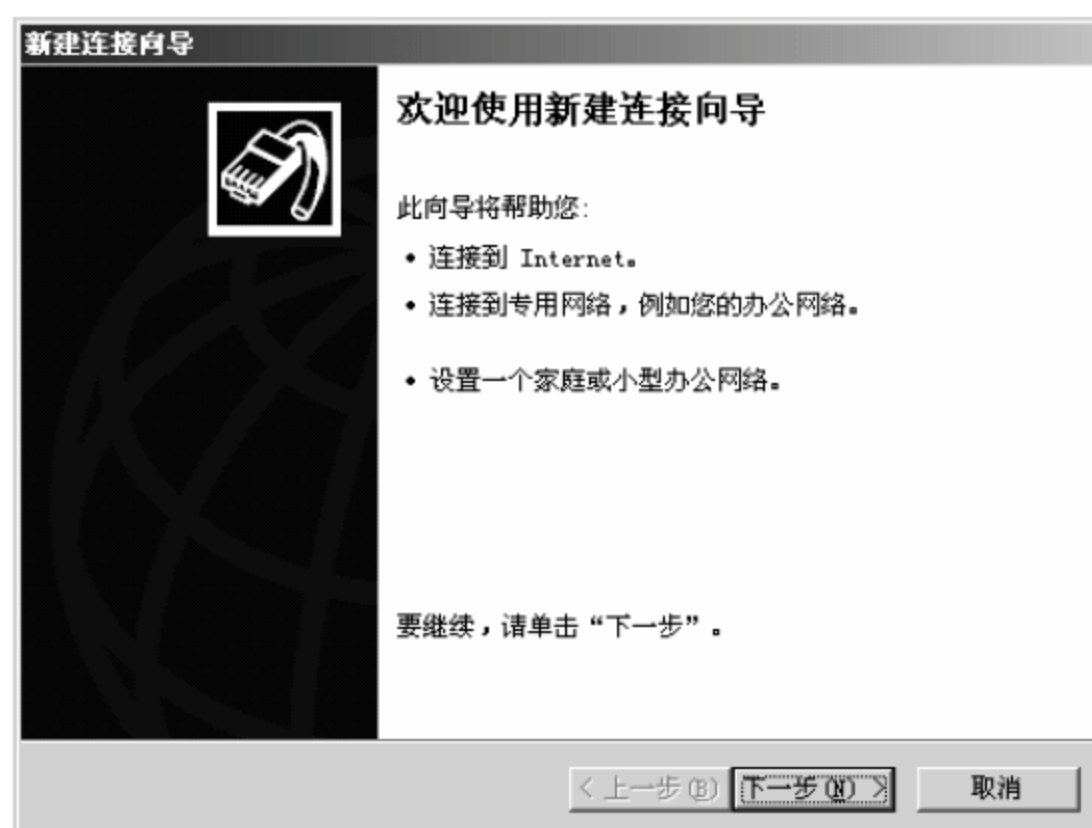 新建连接向导
欢迎使用新建连接向导
此向导将帮助您:
• 连接到 Internet。
• 连接到专用网络，例如您的办公网络。
• 设置一个家庭或小型办公网络。
要继续，请单击“下一步”。
< 上一步(B) 下一步(N) > 取消